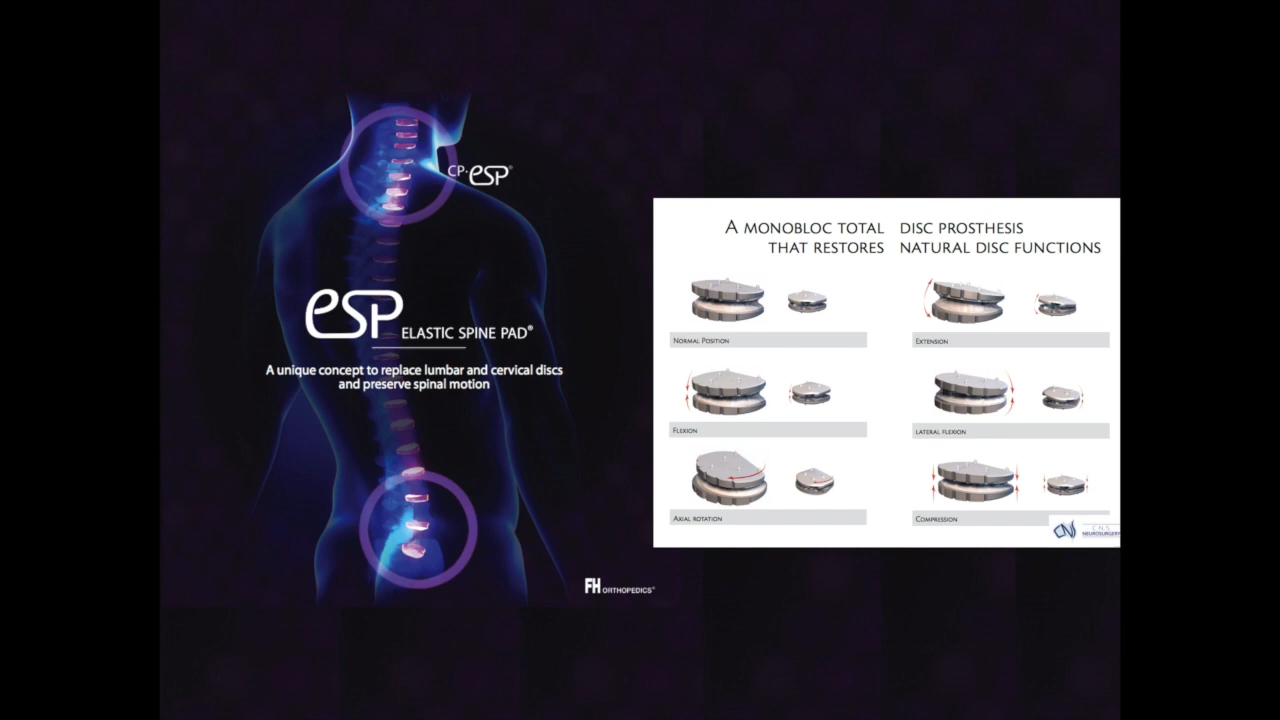 CP·esp®
esp ELASTIC SPINE PAD®
A unique concept to replace lumbar and cervical discs
and preserve spinal motion
FH ORTHOPEDICS®
A MONOBLOC TOTAL DISC PROSTHESIS
THAT RESTORES NATURAL DISC FUNCTIONS
NORMAL POSITION
EXTENSION
FLEXION
LATERAL FLEXION
AXIAL ROTATION
COMPRESSION
CNS
C.N.S.
NEUROSURGERY